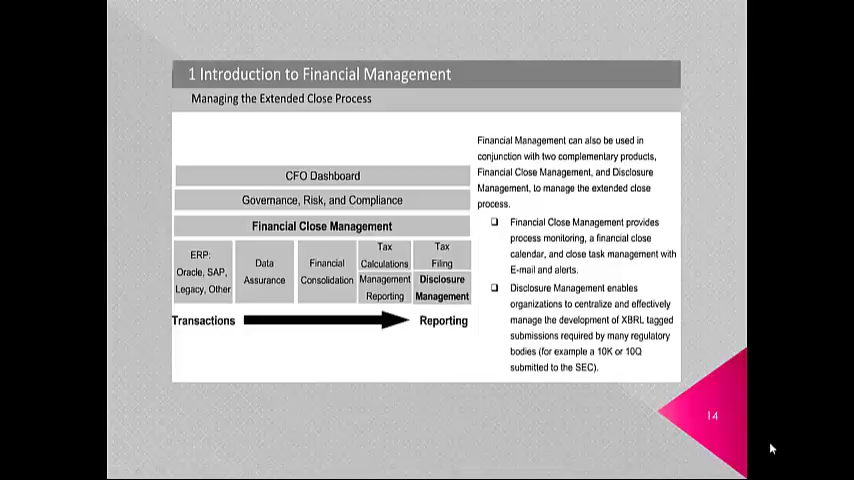 1 Introduction to Financial Management
Managing the Extended Close Process
CFO Dashboard
Governance, Risk, and Compliance
Financial Close Management
ERP:
Oracle, SAP,
Legacy, Other
Data
Assurance
Financial
Consolidation
Tax
Calculations
Management
Reporting
Tax
Filing
Disclosure
Management
Transactions
Reporting
Financial Management can also be used in
conjunction with two complementary products,
Financial Close Management, and Disclosure
Management, to manage the extended close
process.
Financial Close Management provides
process monitoring, a financial close
calendar, and close task management with
E-mail and alerts.
Disclosure Management enables
organizations to centralize and effectively
manage the development of XBRL tagged
submissions required by many regulatory
bodies (for example a 10K or 10Q
submitted to the SEC).
14